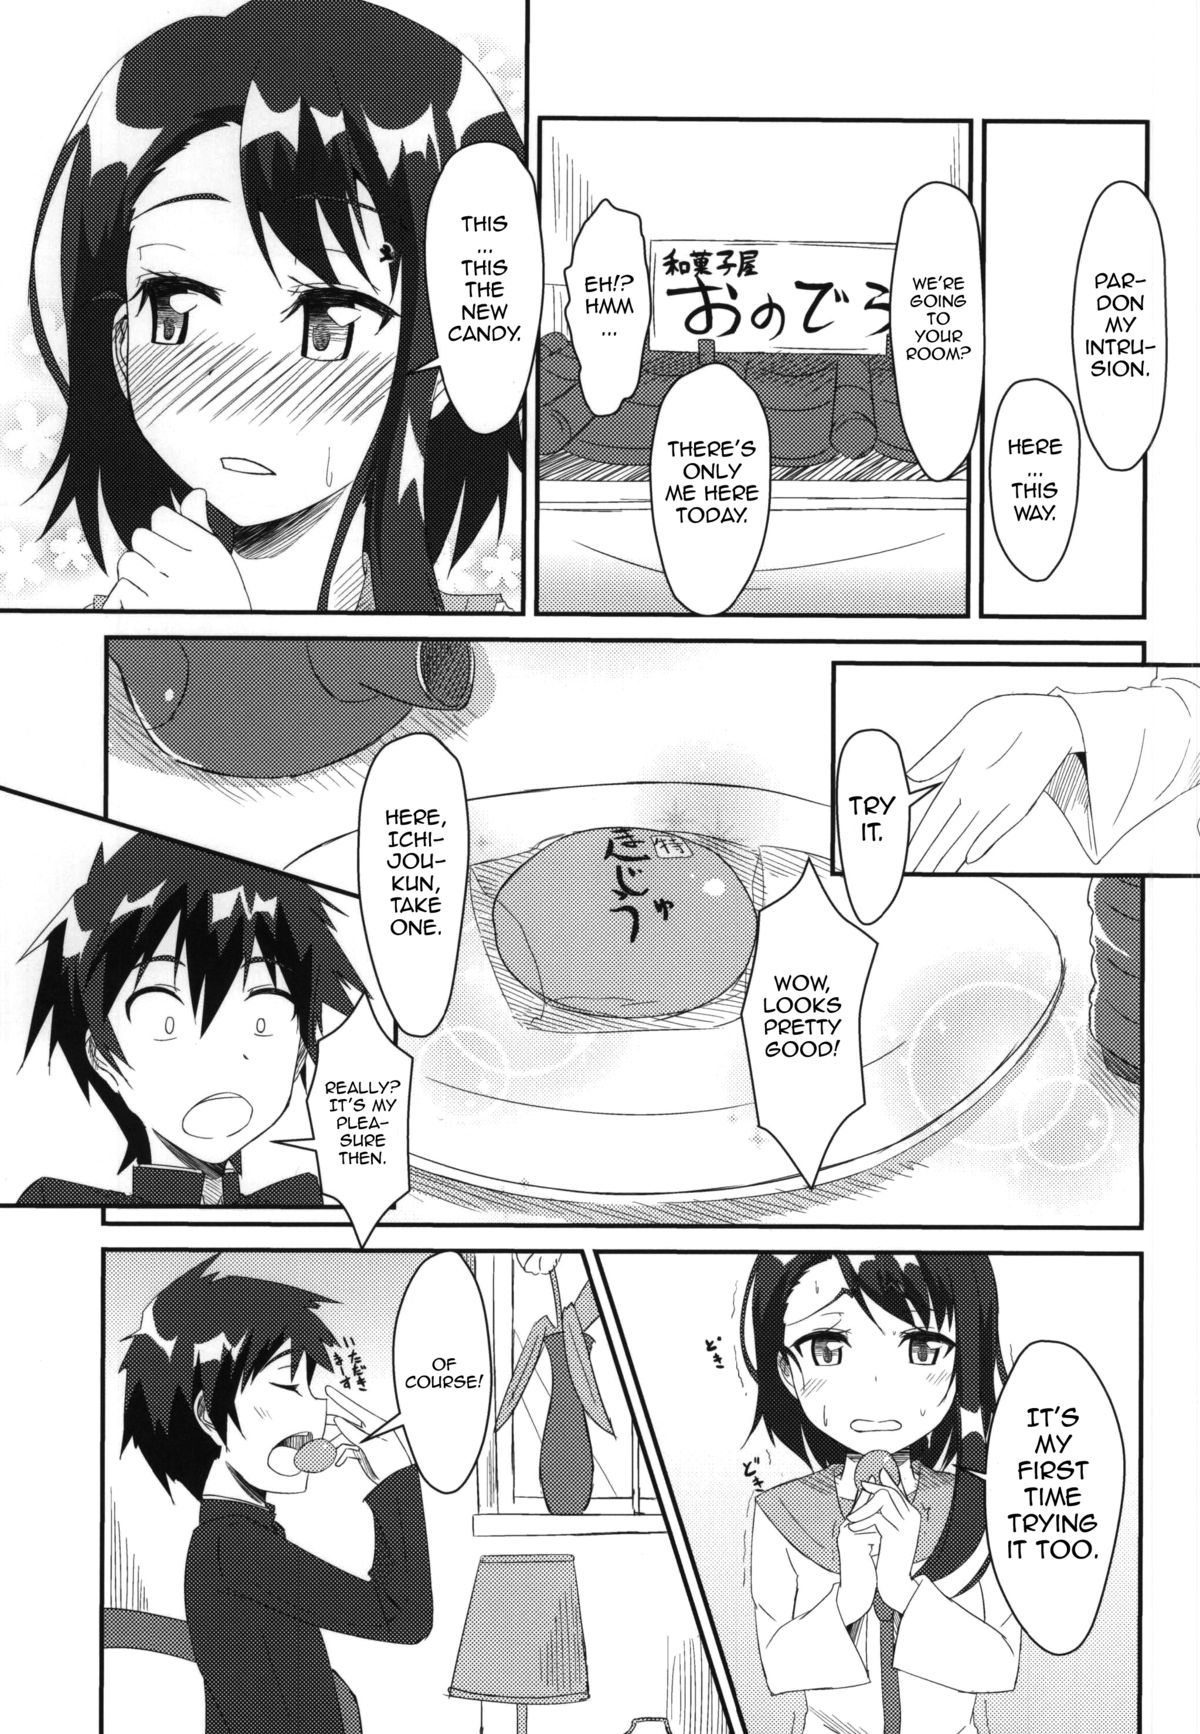 PAR-
DON MY
INTRU-
SION.
HERE
...
THIS
WAY.
WE'RE
GOING
TO
YOUR
ROOM?
和菓子屋
おのでら
EH!?
HMM
...
THERE'S
ONLY
ME HERE
TODAY.
THIS
...
THIS
THE
NEW
CANDY.
TRY
IT.
特
まんじゅう
WOW,
LOOKS
PRETTY
GOOD!
HERE,
ICHI-
JOU-
KUN,
TAKE
ONE.
REALLY?
IT'S MY
PLEA-
SURE
THEN.
IT'S
MY
FIRST
TIME
TRYING
IT TOO.
どき
どき
OF
COURSE!
いただき
まーす